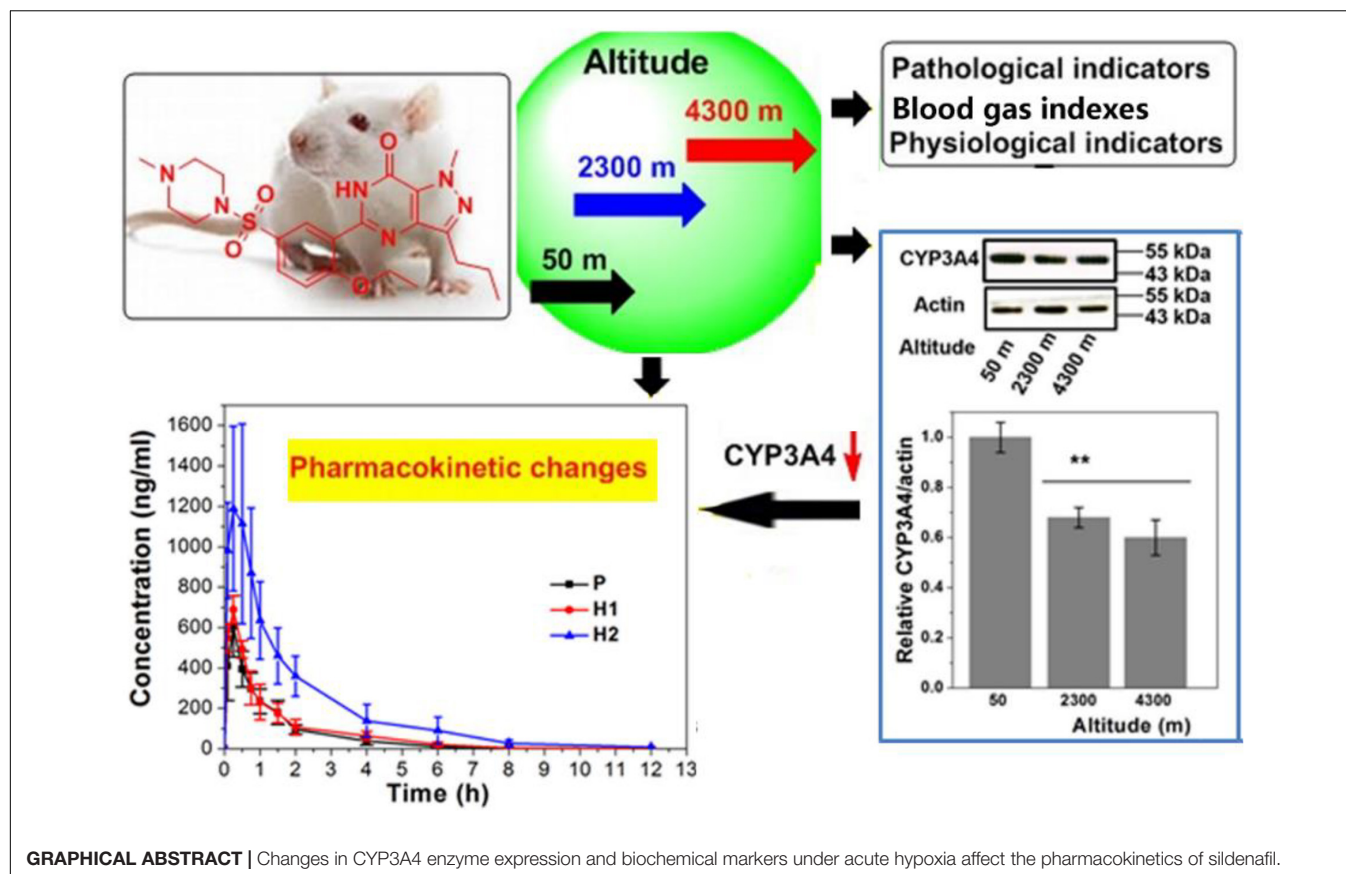 Altitude
4300 m
2300 m
50 m
O
N
N
N
HN
N
N
N
S
O
O
O
Pathological indicators
Blood gas indexes
Physiological indicators
CYP3A4
55 kDa
43 kDa
Actin
55 kDa
43 kDa
Altitude
50 m
2300 m
4300 m
Relative CYP3A4/actin
1.0
0.8
0.6
0.4
0.2
0.0
**
50
2300
4300
Altitude (m)
CYP3A4
Pharmacokinetic changes
Concentration (ng/ml)
1600
1400
1200
1000
800
600
400
200
0
P
H1
H2
0 1 2 3 4 5 6 7 8 9 10 11 12 13
Time (h)
GRAPHICAL ABSTRACT | Changes in CYP3A4 enzyme expression and biochemical markers under acute hypoxia affect the pharmacokinetics of sildenafil.